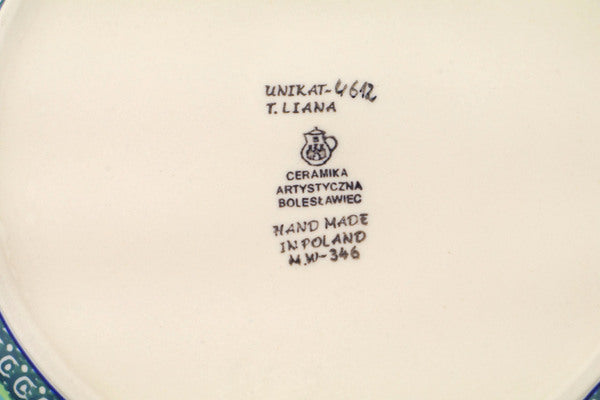 UNIKAT-4612
T. LIANA
B
CERAMIKA
ARTYSTYCZNA
BOLESŁAWIEC
HAND MADE
IN POLAND
M.W-346